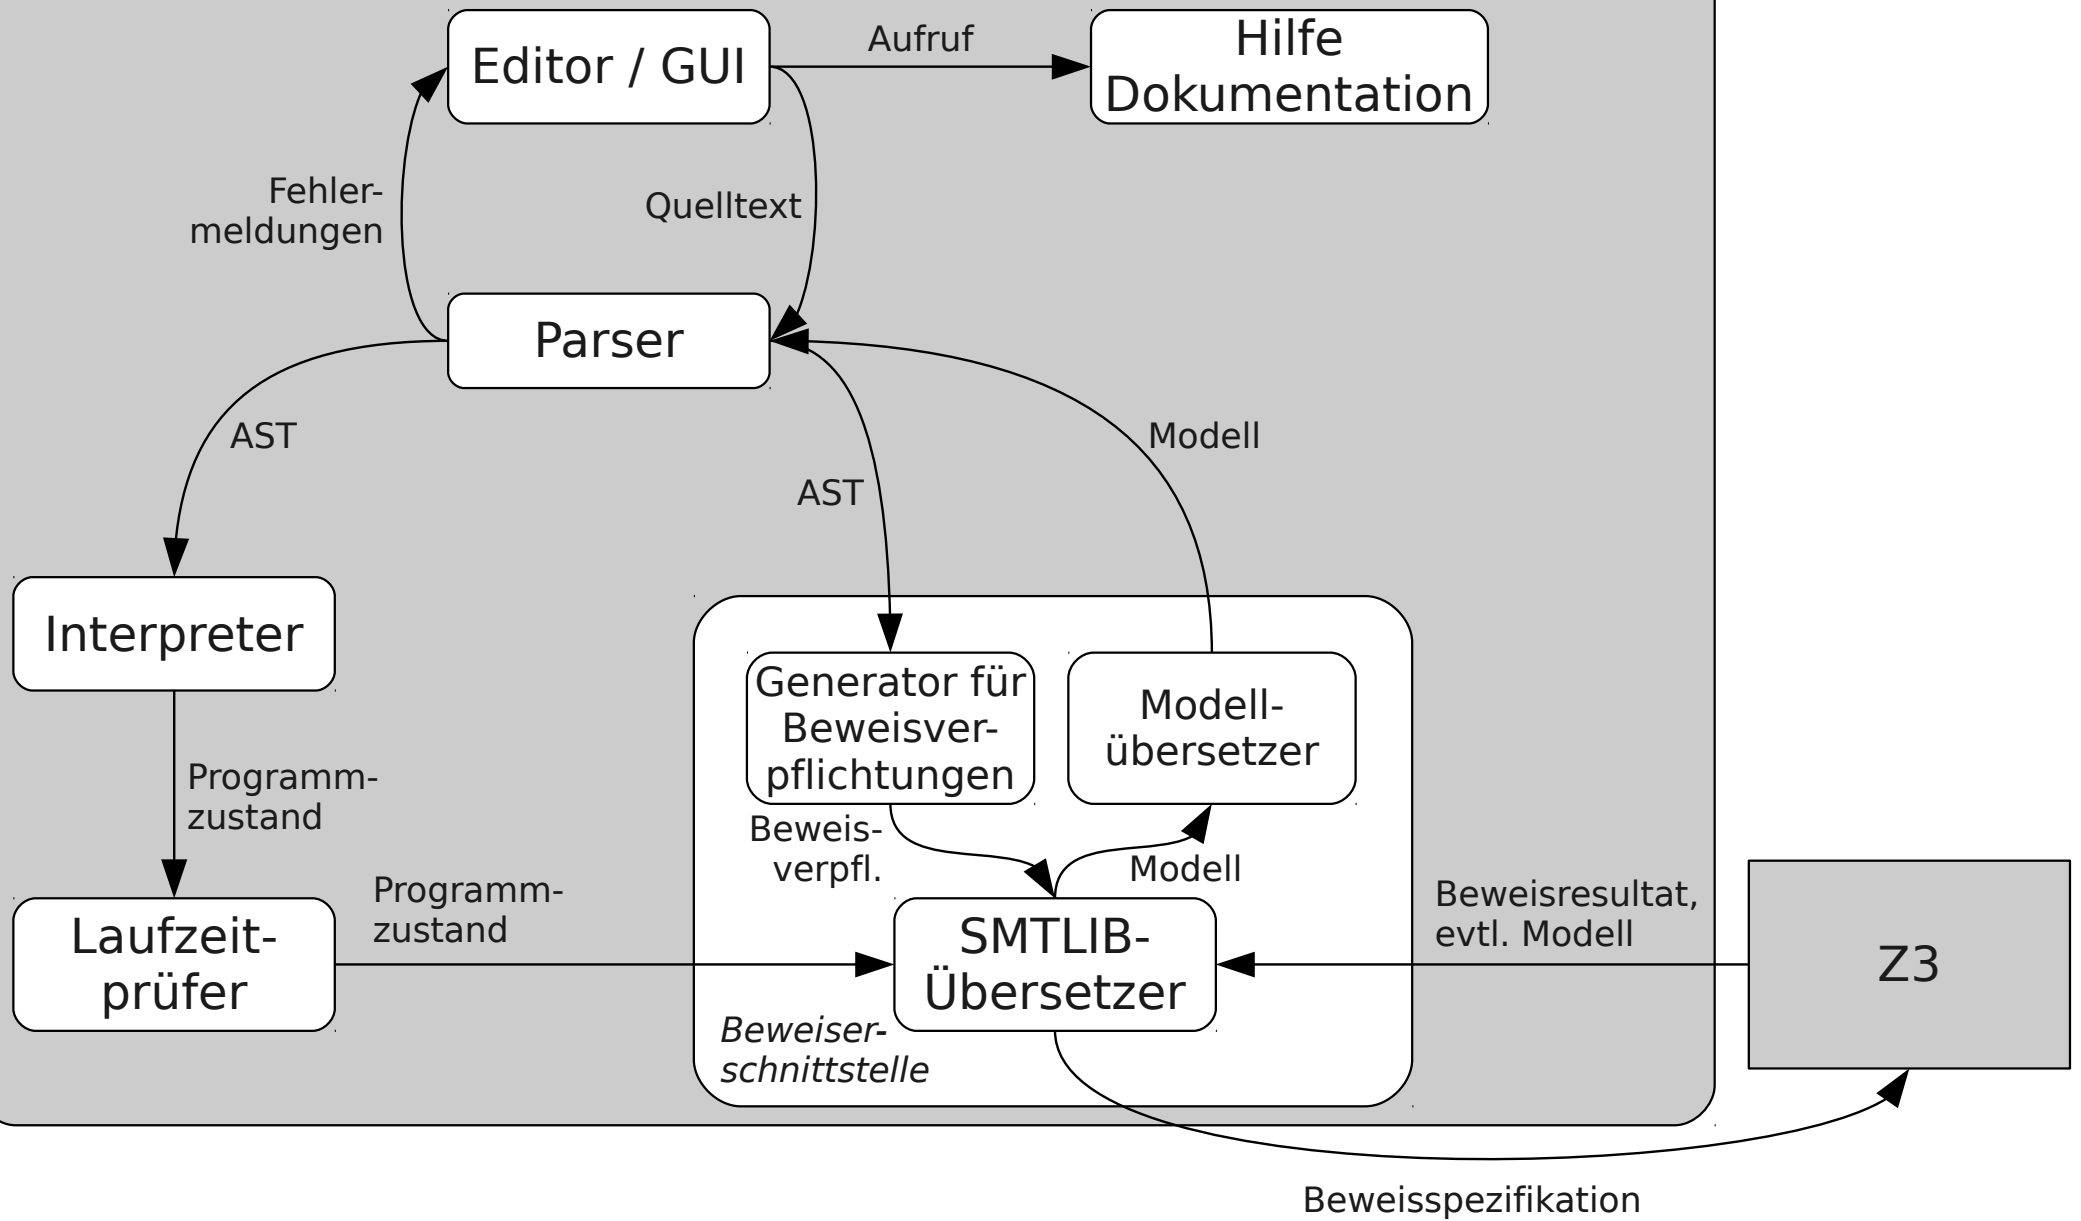 Editor / GUI
Aufruf
Hilfe
Dokumentation
Fehler-
meldungen
Quelltext
Parser
AST
AST
Modell
Interpreter
Generator für
Beweisver-
pflichtungen
Modell-
übersetzer
Programm-
zustand
Beweis-
verpfl.
Modell
Programm-
zustand
Beweisresultat,
evtl. Modell
Laufzeit-
prüfer
SMTLIB-
Übersetzer
Z3
Beweiser-
schnittstelle
Beweisspezifikation